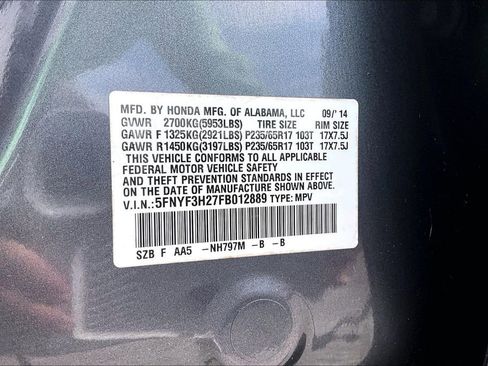 MFD. BY HONDA MFG. OF ALABAMA, LLC 09/'14
GVWR 2700KG(5953LBS) TIRE SIZE RIM SIZE
GAWR F 1325KG(2921LBS) P235/65R17 103T 17X7.5J
GAWR R1450KG(3197LBS) P235/65R17 103T 17X7.5J
THIS VEHICLE CONFORMS TO ALL APPLICABLE
FEDERAL MOTOR VEHICLE SAFETY
AND THEFT PREVENTION STANDARDS IN EFFECT
ON THE DATE OF MANUFACTURE SHOWN ABOVE.
V.I.N.: 5FNYF3H27FB012889 TYPE: MPV
SZB F AA5 -NH797M -B -B